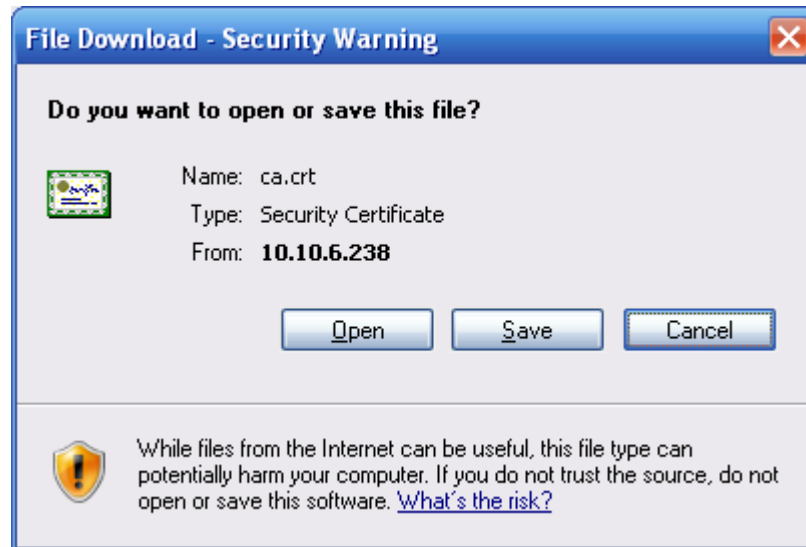 File Download - Security Warning
Do you want to open or save this file?
Name: ca.crt
Type: Security Certificate
From: 10.10.6.238
Open Save Cancel
While files from the Internet can be useful, this file type can
potentially harm your computer. If you do not trust the source, do not
open or save this software. What's the risk?